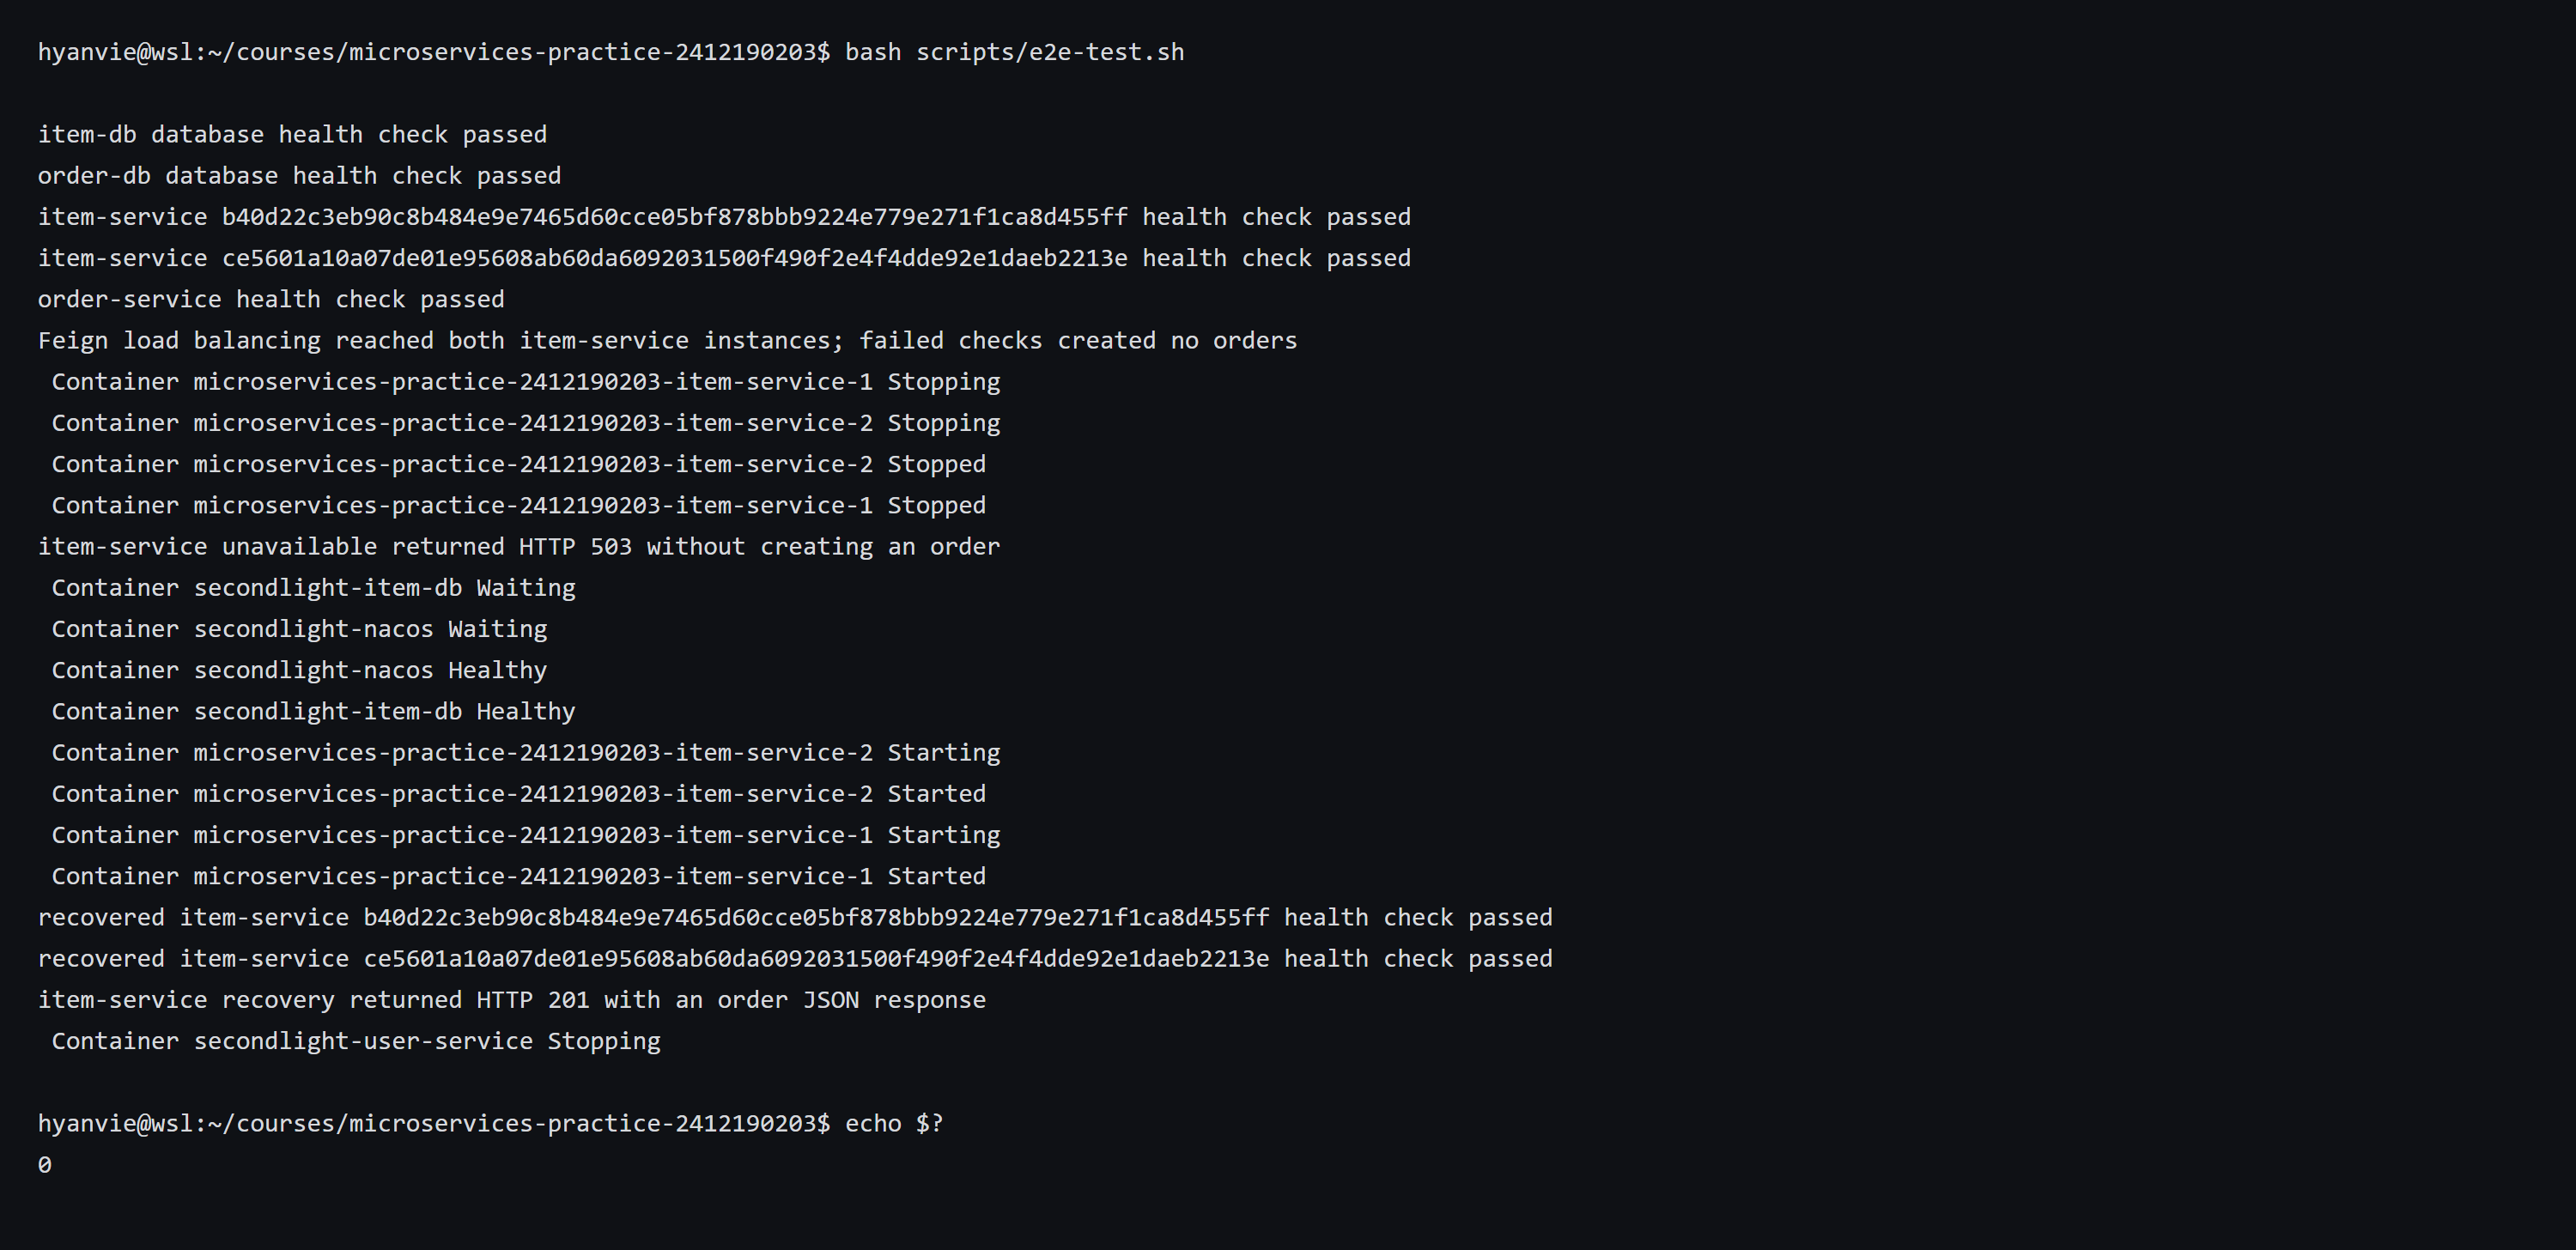 hyanvie@wsl:~/courses/microservices-practice-2412190203$ bash scripts/e2e-test.sh
item-db database health check passed
order-db database health check passed
item-service b40d22c3eb90c8b484e9e7465d60cce05bf878bbb9224e779e271f1ca8d455ff health check passed
item-service ce5601a10a07de01e95608ab60da6092031500f490f2e4f4dde92e1daeb2213e health check passed
order-service health check passed
Feign load balancing reached both item-service instances; failed checks created no orders
 Container microservices-practice-2412190203-item-service-1 Stopping
 Container microservices-practice-2412190203-item-service-2 Stopping
 Container microservices-practice-2412190203-item-service-2 Stopped
 Container microservices-practice-2412190203-item-service-1 Stopped
item-service unavailable returned HTTP 503 without creating an order
 Container secondlight-item-db Waiting
 Container secondlight-nacos Waiting
 Container secondlight-nacos Healthy
 Container secondlight-item-db Healthy
 Container microservices-practice-2412190203-item-service-2 Starting
 Container microservices-practice-2412190203-item-service-2 Started
 Container microservices-practice-2412190203-item-service-1 Starting
 Container microservices-practice-2412190203-item-service-1 Started
recovered item-service b40d22c3eb90c8b484e9e7465d60cce05bf878bbb9224e779e271f1ca8d455ff health check passed
recovered item-service ce5601a10a07de01e95608ab60da6092031500f490f2e4f4dde92e1daeb2213e health check passed
item-service recovery returned HTTP 201 with an order JSON response
 Container secondlight-user-service Stopping
hyanvie@wsl:~/courses/microservices-practice-2412190203$ echo $?
0